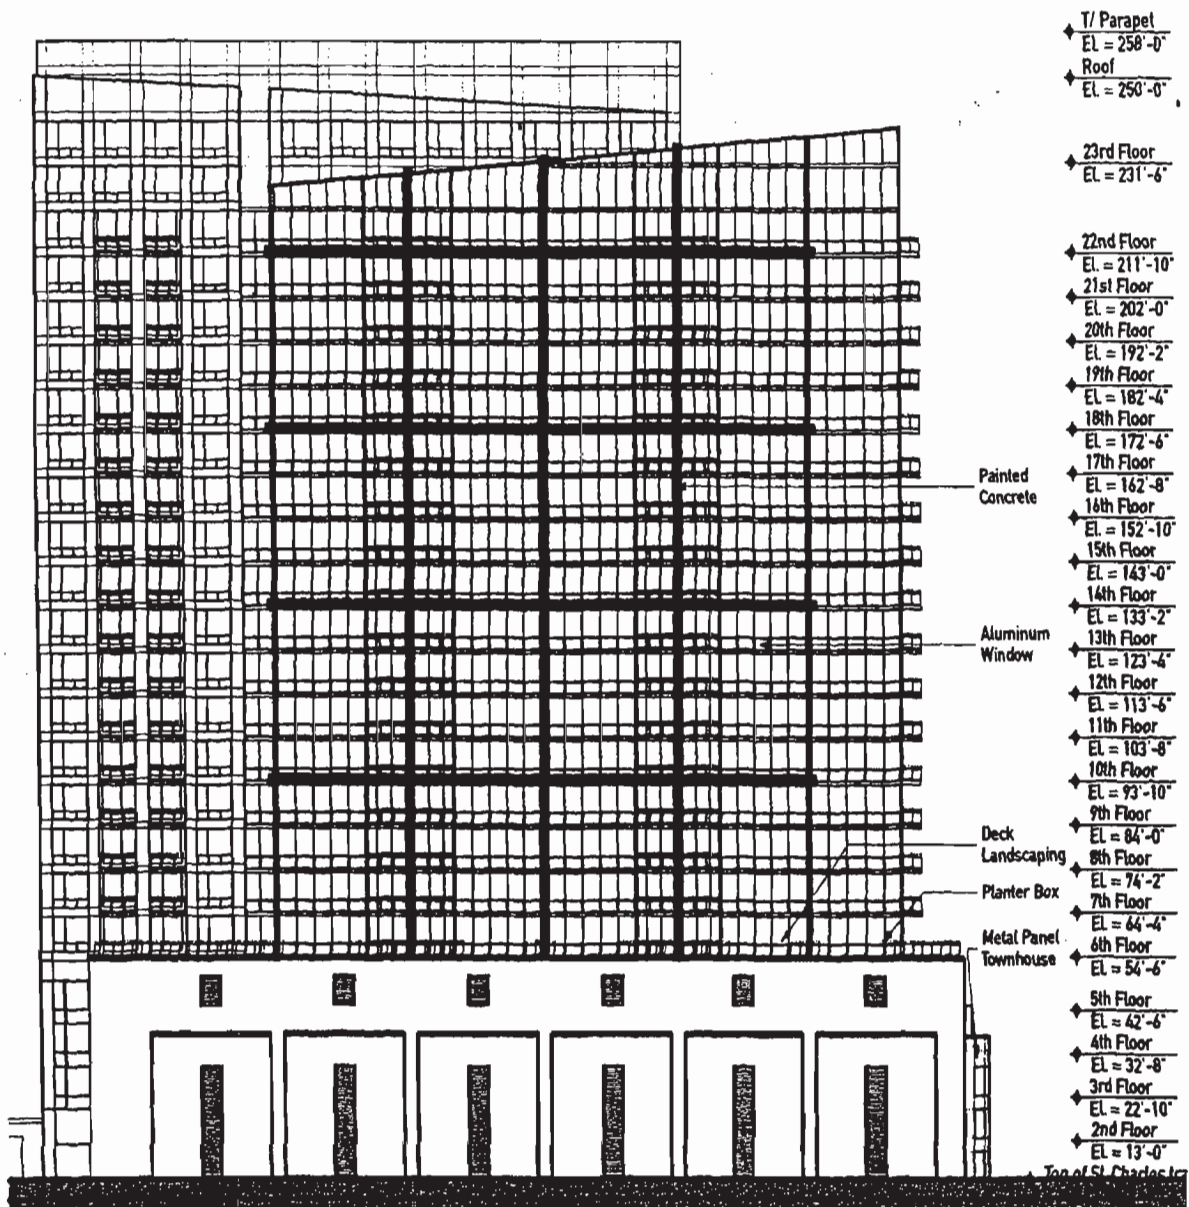 T/ Parapet
El. = 258'-0"
Roof
El. = 250'-0"
23rd Floor
El. = 231'-6"
22nd Floor
El. = 211'-10"
21st Floor
El. = 202'-0"
20th Floor
El. = 192'-2"
19th Floor
El. = 182'-4"
18th Floor
El. = 172'-6"
17th Floor
El. = 162'-8"
16th Floor
El. = 152'-10"
15th Floor
El. = 143'-0"
14th Floor
El. = 133'-2"
13th Floor
El. = 123'-4"
12th Floor
El. = 113'-6"
11th Floor
El. = 103'-8"
10th Floor
El. = 93'-10"
9th Floor
El. = 84'-0"
8th Floor
El. = 74'-2"
7th Floor
El. = 64'-4"
6th Floor
El. = 54'-6"
5th Floor
El. = 42'-6"
4th Floor
El. = 32'-8"
3rd Floor
El. = 22'-10"
2nd Floor
El. = 13'-0"
Top of St. Charles
Painted
Concrete
Aluminum
Window
Deck
Landscaping
Planter Box
Metal Panel
Townhouse